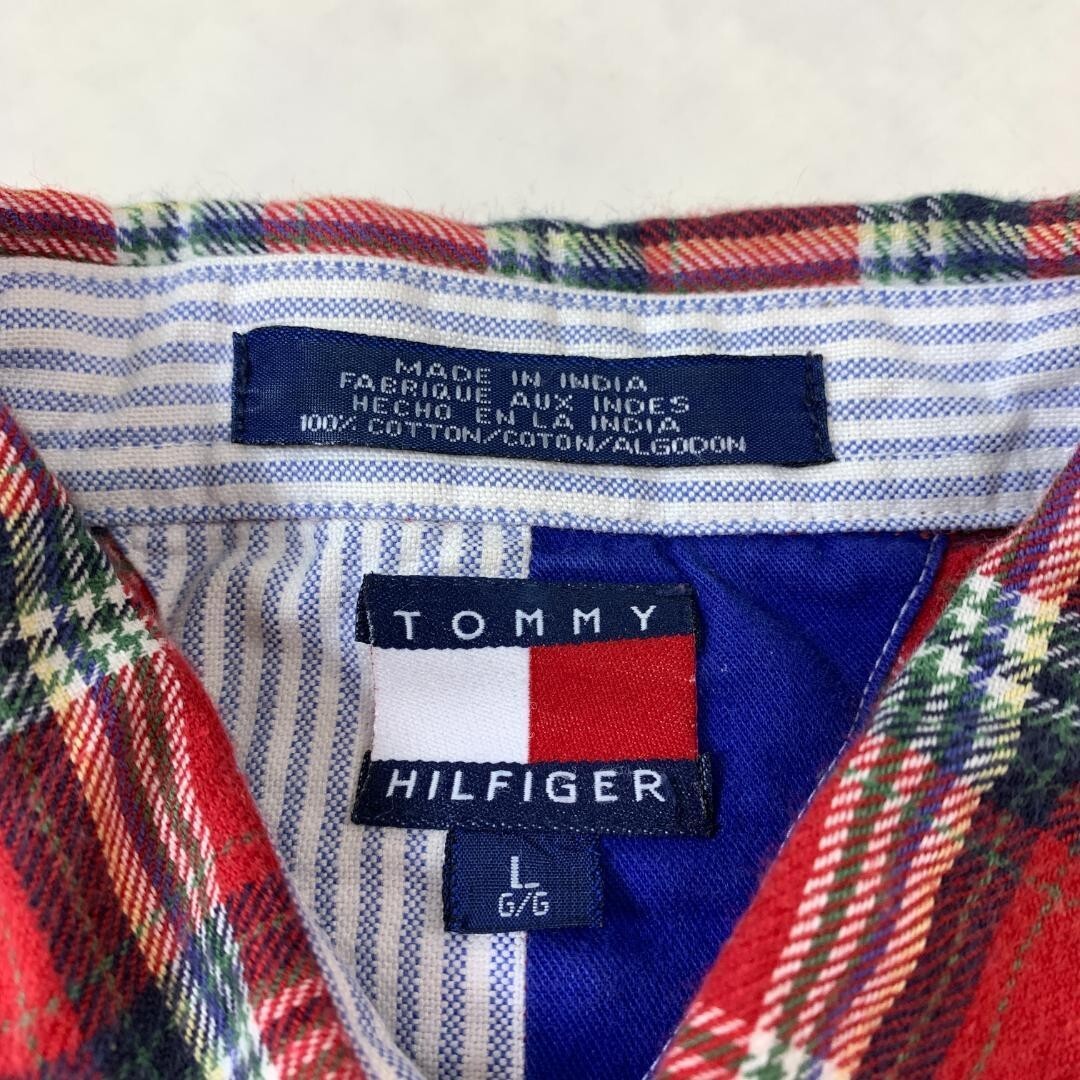 MADE IN INDIA
FABRIQUE AUX INDES
HECHO EN LA INDIA
100% COTTON/COTON/ALGODON
TOMMY
HILFIGER
L
G/G